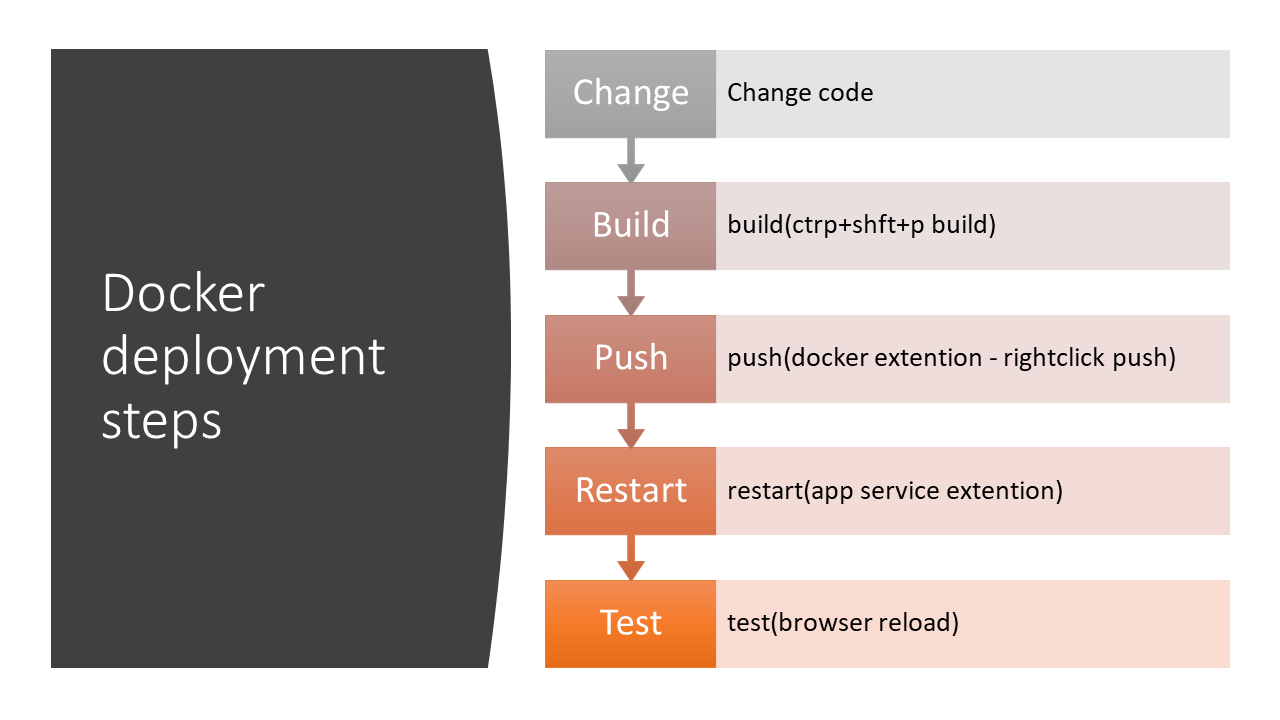 Docker
deployment
steps
Change
Change code
Build
build(ctrp+shft+p build)
Push
push(docker extention - rightclick push)
Restart
restart(app service extention)
Test
test(browser reload)